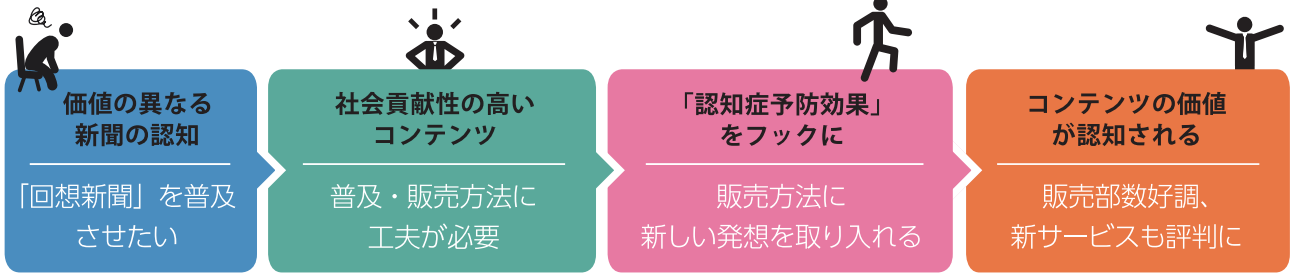 価値の異なる
新聞の認知
「回想新聞」を普及
させたい
社会貢献性の高い
コンテンツ
普及・販売方法に
工夫が必要
「認知症予防効果」
をフックに
販売方法に
新しい発想を取り入れる
コンテンツの価値
が認知される
販売部数好調、
新サービスも評判に